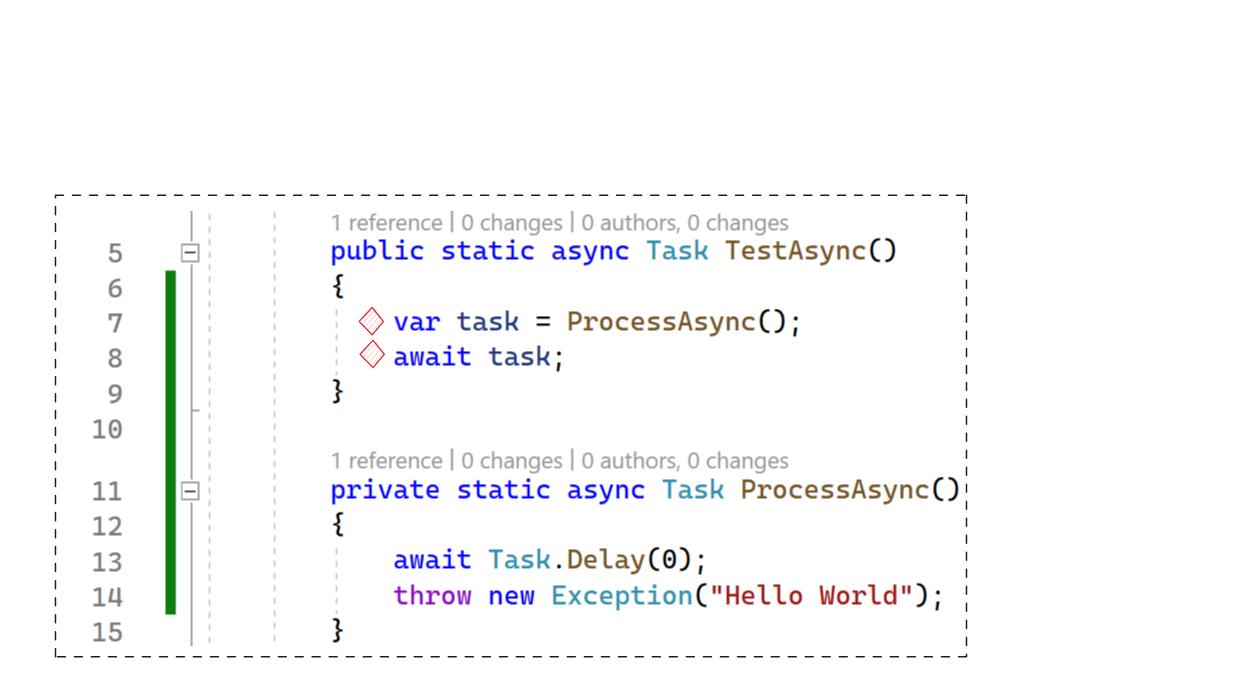 1 reference | 0 changes | 0 authors, 0 changes
5 public static async Task TestAsync()
6 {
7 var task = ProcessAsync();
8 await task;
9 }
10
1 reference | 0 changes | 0 authors, 0 changes
11 private static async Task ProcessAsync()
12 {
13 await Task.Delay(0);
14 throw new Exception("Hello World");
15 }